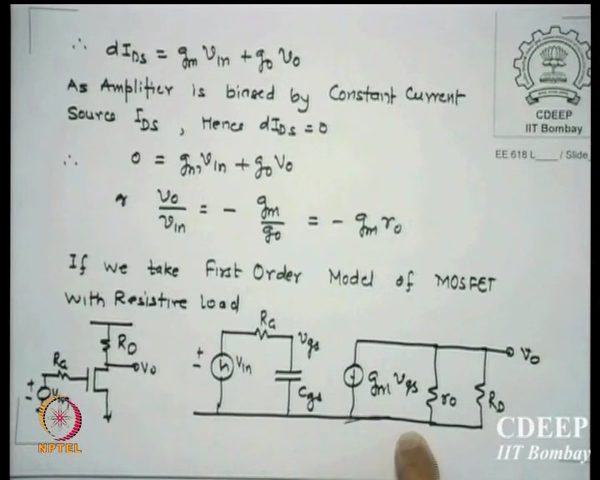 ∴ dI_DS = g_m v_in + g_o v_o
As Amplifier is biased by Constant Current
Source I_DS, Hence dI_DS = 0
∴ 0 = g_m v_in + g_o v_o
or v_o / v_in = - g_m / g_o = - g_m r_o
If we take First Order Model of MOSFET
with Resistive load
R_D
R_G
V_o
+
-
R_G
+
-
V_in
V_gs
C_gs
g_m1 V_gs
r_o
R_D
V_o
CDEEP
IIT Bombay
EE 618 L____ / Slide
NPTEL
CDEEP
IIT Bombay